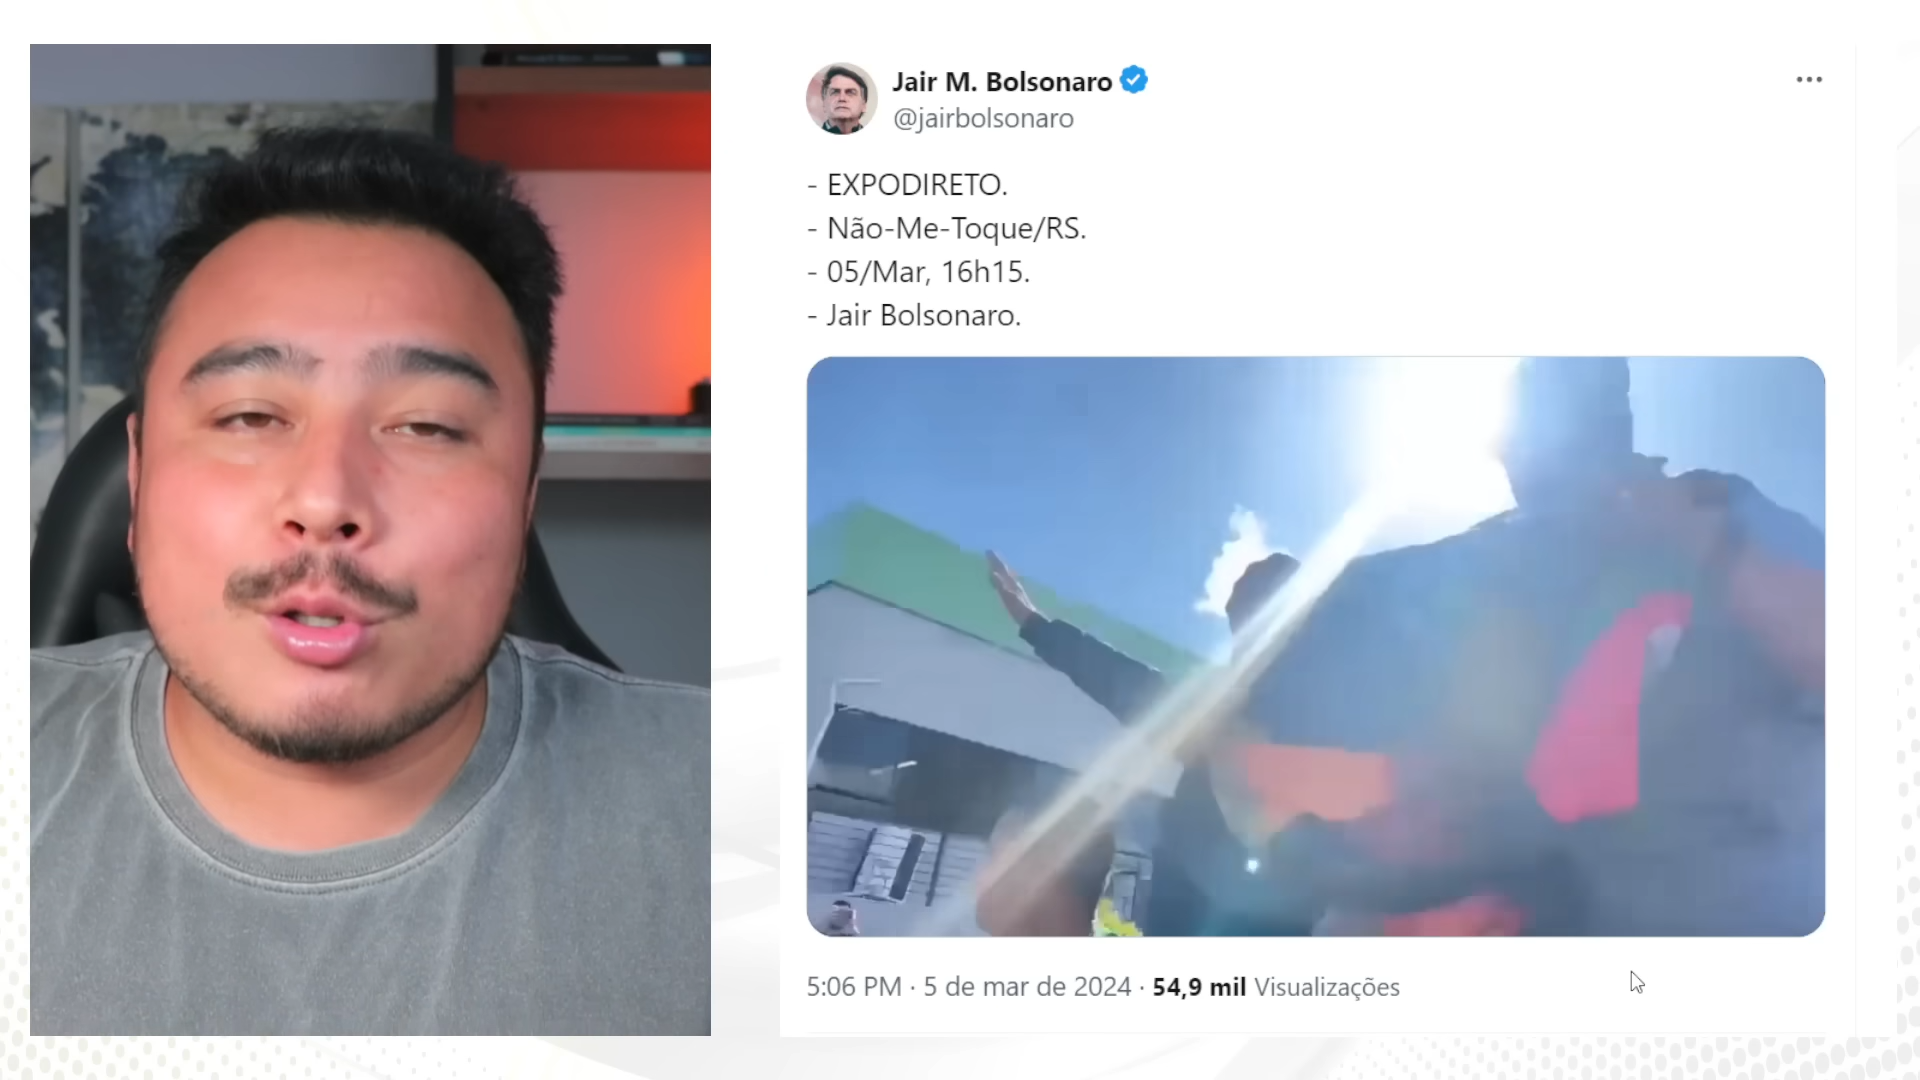 Jair M. Bolsonaro
@jairbolsonaro
- EXPODIRETO.
- Não-Me-Toque/RS.
- 05/Mar, 16h15.
- Jair Bolsonaro.
5:06 PM · 5 de mar de 2024 · 54,9 mil Visualizações